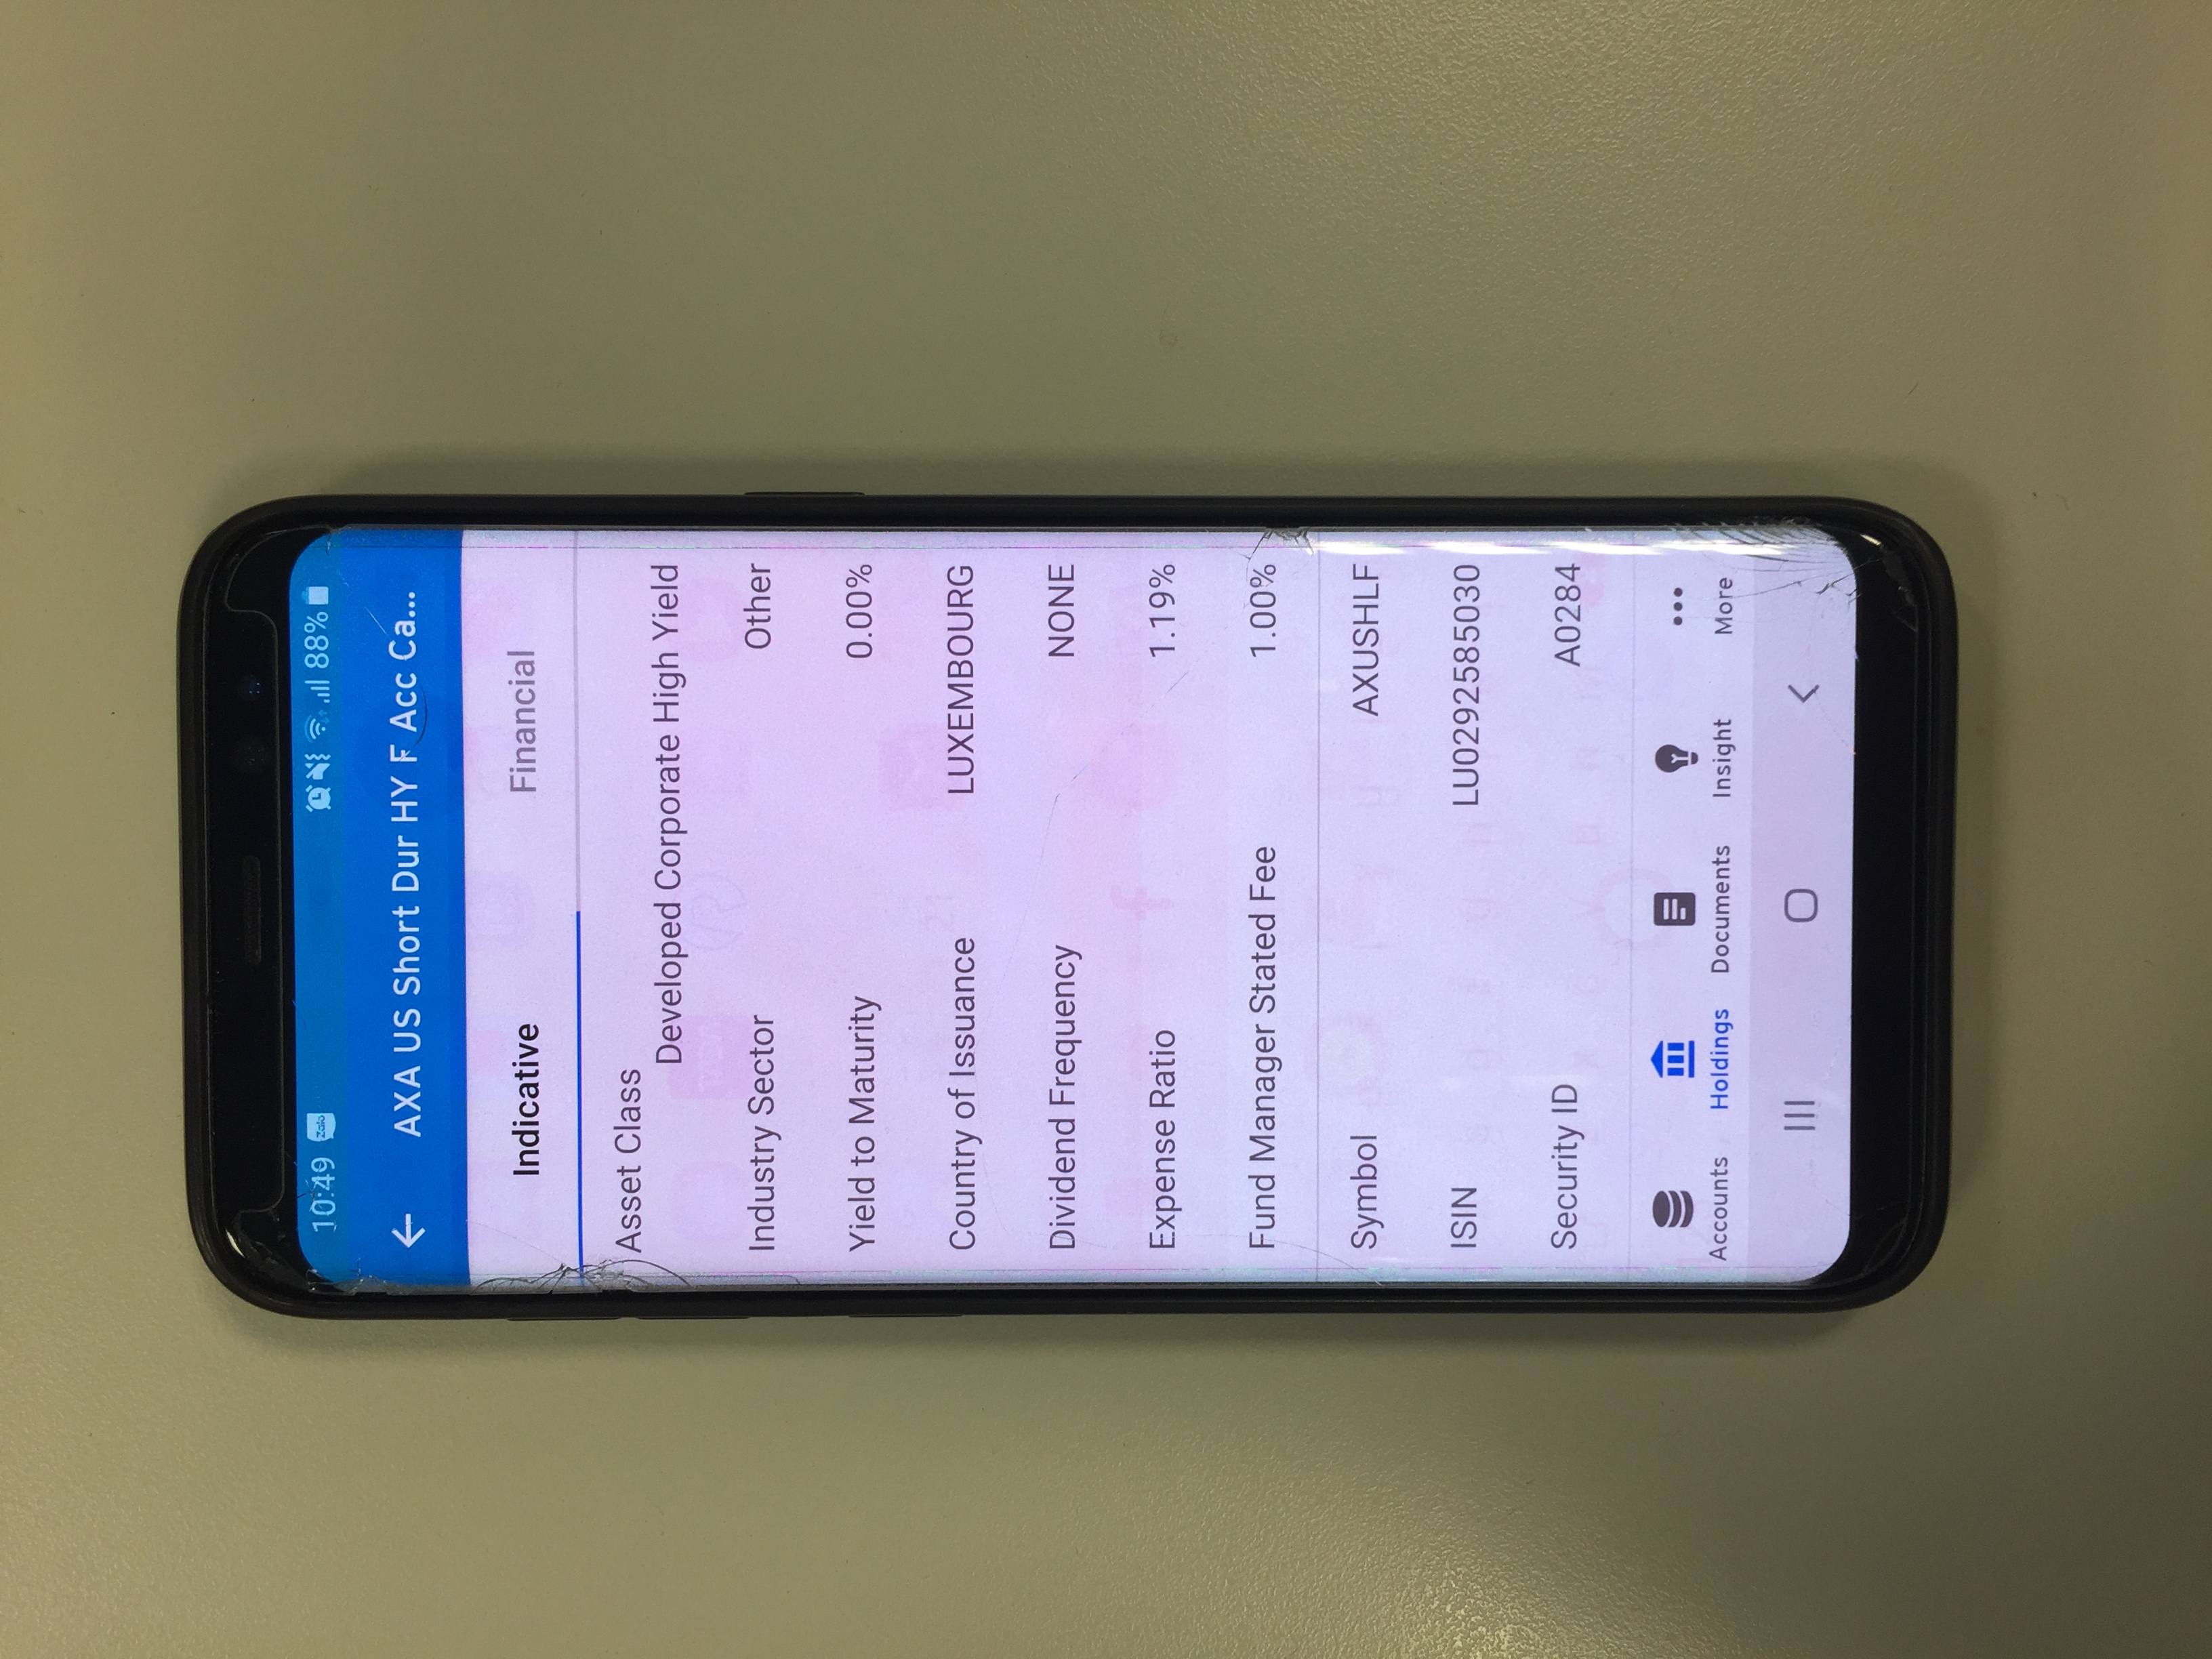 10:49
88%
AXA US Short Dur HY F Acc Ca...
Indicative Financial
Asset Class
Developed Corporate High Yield
Industry Sector Other
Yield to Maturity 0.00%
Country of Issuance LUXEMBOURG
Dividend Frequency NONE
Expense Ratio 1.19%
Fund Manager Stated Fee 1.00%
Symbol AXUSHLF
ISIN LU0292585030
Security ID A0284
Accounts Holdings Documents Insight More